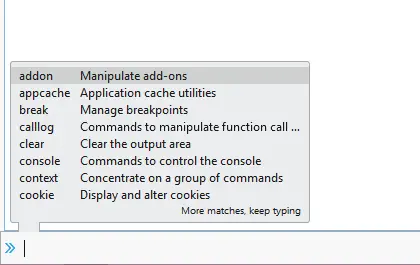 addon Manipulate add-ons
appcache Application cache utilities
break Manage breakpoints
calllog Commands to manipulate function call ...
clear Clear the output area
console Commands to control the console
context Concentrate on a group of commands
cookie Display and alter cookies
More matches, keep typing
»